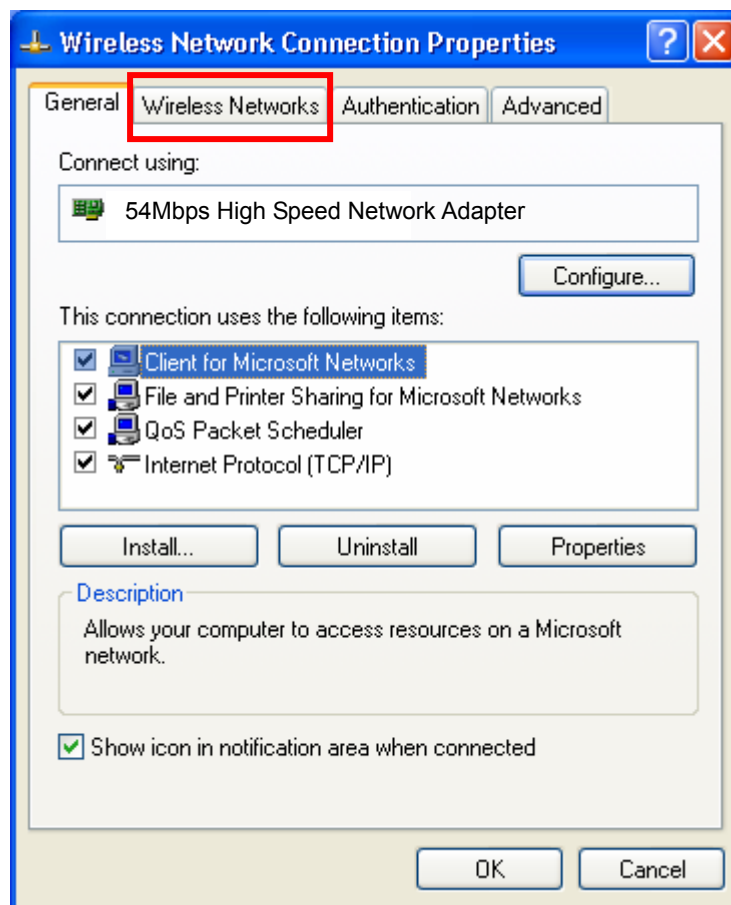 Wireless Network Connection Properties
General Wireless Networks Authentication Advanced
Connect using:
54Mbps High Speed Network Adapter
Configure...
This connection uses the following items:
Client for Microsoft Networks
File and Printer Sharing for Microsoft Networks
QoS Packet Scheduler
Internet Protocol (TCP/IP)
Install... Uninstall Properties
Description
Allows your computer to access resources on a Microsoft
network.
Show icon in notification area when connected
OK Cancel